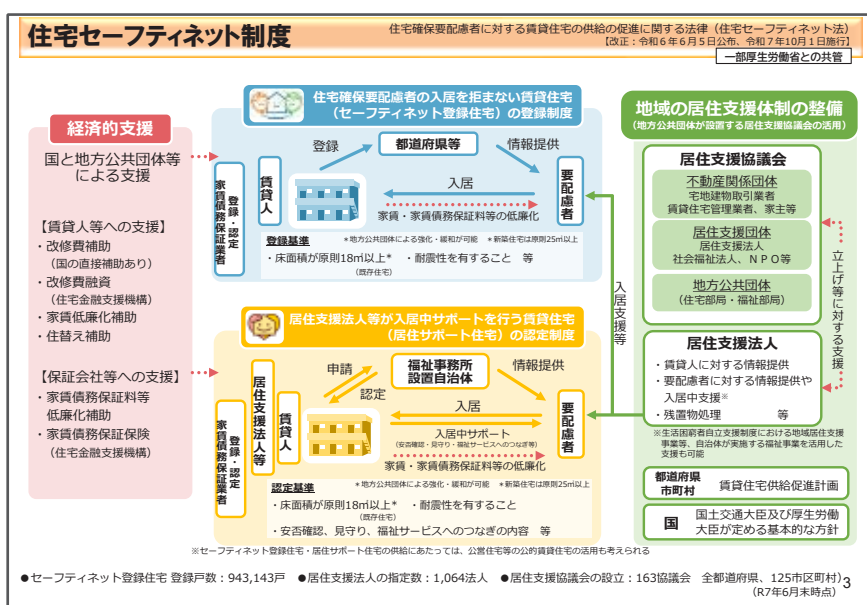 住宅セーフティネット制度
住宅確保要配慮者に対する賃貸住宅の供給の促進に関する法律（住宅セーフティネット法）
【改正：令和６年６月５日公布、令和７年10月１日施行】
一部厚生労働省との共管
経済的支援
国と地方公共団体等
による支援
【賃貸人等への支援】
・改修費補助
（国の直接補助あり）
・改修費融資
（住宅金融支援機構）
・家賃低廉化補助
・住替え補助
【保証会社等への支援】
・家賃債務保証料等
低廉化補助
・家賃債務保証保険
（住宅金融支援機構）
住宅確保要配慮者の入居を拒まない賃貸住宅
（セーフティネット登録住宅）の登録制度
登録
都道府県等
情報提供
登録・認定
家賃債務保証業者
賃貸人
入居
家賃・家賃債務保証料等の低廉化
要配慮者
登録基準
＊地方公共団体による強化・緩和が可能　＊新築住宅は原則25㎡以上
・床面積が原則18㎡以上＊　・耐震性を有すること　等
（既存住宅）
居住支援法人等が入居中サポートを行う賃貸住宅
（居住サポート住宅）の認定制度
申請
認定
福祉事務所
設置自治体
情報提供
登録・認定
家賃債務保証業者
居住支援法人等
賃貸人
入居
入居中サポート
（安否確認・見守り・福祉サービスへのつなぎ等）
家賃・家賃債務保証料等の低廉化
要配慮者
認定基準
＊地方公共団体による強化・緩和が可能　＊新築住宅は原則25㎡以上
・床面積が原則18㎡以上＊　・耐震性を有すること
（既存住宅）
・安否確認、見守り、福祉サービスへのつなぎの内容　等
入居支援等
地域の居住支援体制の整備
（地方公共団体が設置する居住支援協議会の活用）
居住支援協議会
不動産関係団体
宅地建物取引業者
賃貸住宅管理業者、家主等
居住支援団体
居住支援法人
社会福祉法人、ＮＰＯ等
地方公共団体
（住宅部局・福祉部局）
立上げ等に対する支援
居住支援法人
・賃貸人に対する情報提供
・要配慮者に対する情報提供や
入居中支援※
・残置物処理　等
※生活困窮者自立支援制度における地域居住支援
事業等、自治体が実施する福祉事業を活用した
支援も可能
都道府県
市町村
賃貸住宅供給促進計画
国
国土交通大臣及び厚生労働
大臣が定める基本的な方針
※セーフティネット登録住宅・居住サポート住宅の供給にあたっては、公営住宅等の公的賃貸住宅の活用も考えられる
●セーフティネット登録住宅 登録戸数：943,143戸　●居住支援法人の指定数：1,064法人　●居住支援協議会の設立：163協議会　全都道府県、125市区町村）
（R7年6月末時点）
3